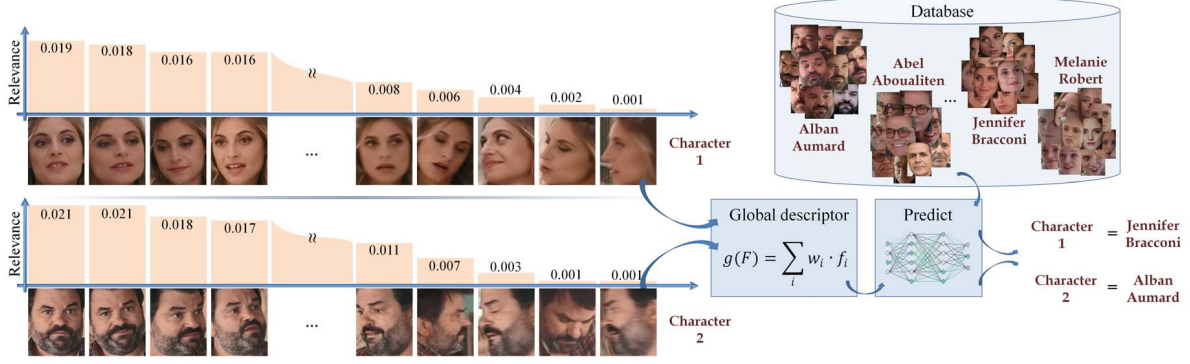 Relevance
0.019
0.018
0.016
0.016
≈
0.008
0.006
0.004
0.002
0.001
...
Character
1
Relevance
0.021
0.021
0.018
0.017
≈
0.011
0.007
0.003
0.001
0.001
...
Character
2
Database
Alban
Aumard
Abel
Aboualiten
...
Jennifer
Bracconi
Melanie
Robert
Global descriptor
g(F) = ∑ w_i · f_i
i
Predict
Character
1
=
Jennifer
Bracconi
Character
2
=
Alban
Aumard